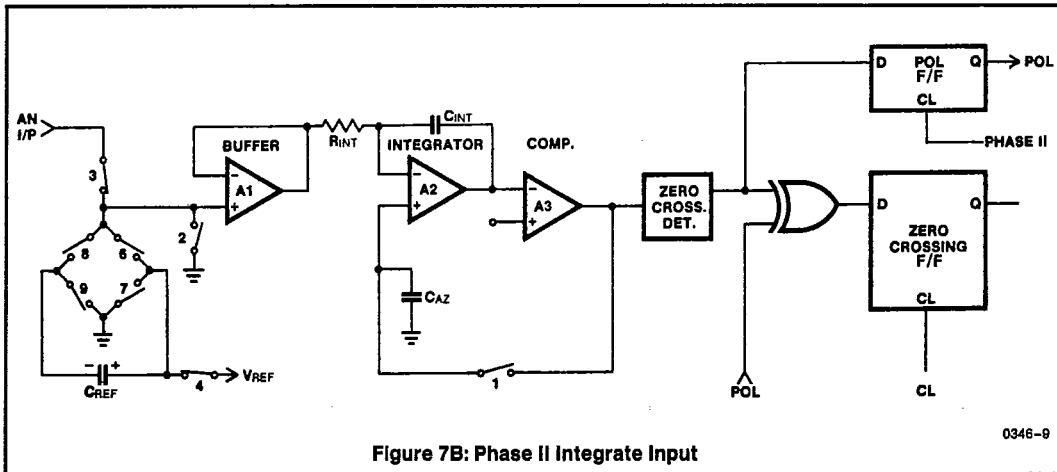 AN
I/P
3
8
6
9
7
− +
CREF
4
VREF
2
BUFFER
−
A1
+
RINT
CINT
INTEGRATOR
−
A2
+
CAZ
1
COMP.
−
A3
+
ZERO
CROSS.
DET.
D POL Q
F/F
CL
POL
PHASE II
D Q
ZERO
CROSSING
F/F
CL
POL
CL
0346-9
Figure 7B: Phase II Integrate Input